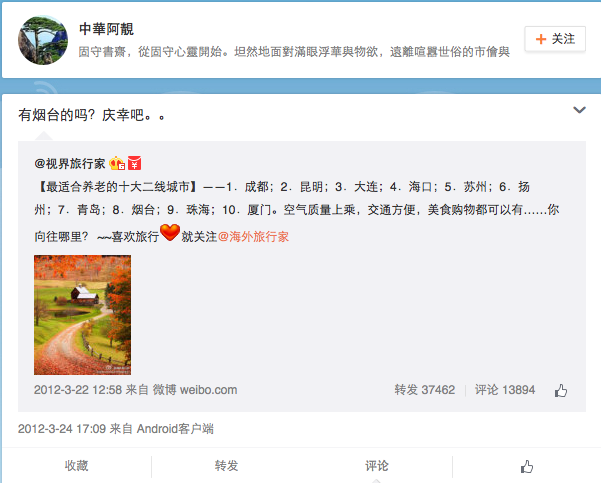 中華阿靚
固守書齋，從固守心靈開始。坦然地面對滿眼浮華與物欲，遠離喧囂世俗的市儈與
+ 关注
有烟台的吗？庆幸吧。。
@视界旅行家
【最适合养老的十大二线城市】——1．成都；2．昆明；3．大连；4．海口；5．苏州；6．扬
州；7．青岛；8．烟台；9．珠海；10．厦门。空气质量上乘，交通方便，美食购物都可以有……你
向往哪里？ ~~喜欢旅行就关注@海外旅行家
2012-3-22 12:58 来自 微博 weibo.com
转发 37462
评论 13894
2012-3-24 17:09 来自 Android客户端
收藏
转发
评论